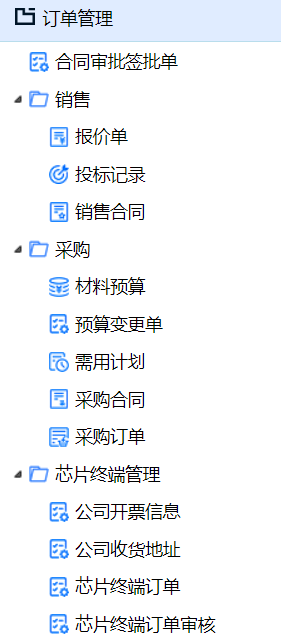 订单管理
合同审批签批单
销售
报价单
投标记录
销售合同
采购
材料预算
预算变更单
需用计划
采购合同
采购订单
芯片终端管理
公司开票信息
公司收货地址
芯片终端订单
芯片终端订单审核